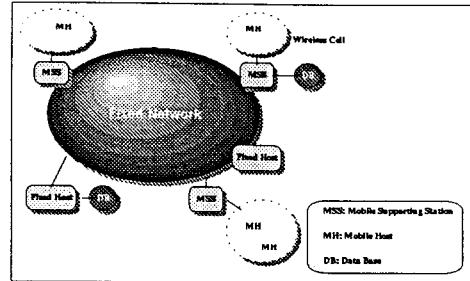 MH
MH
Wireless Cell
MSS
MSS
DB
Fixed Network
Fixed Host
Fixed Host
DB
MSS
MH
MH
MSS: Mobile Supporting Station
MH: Mobile Host
DB: Data Base